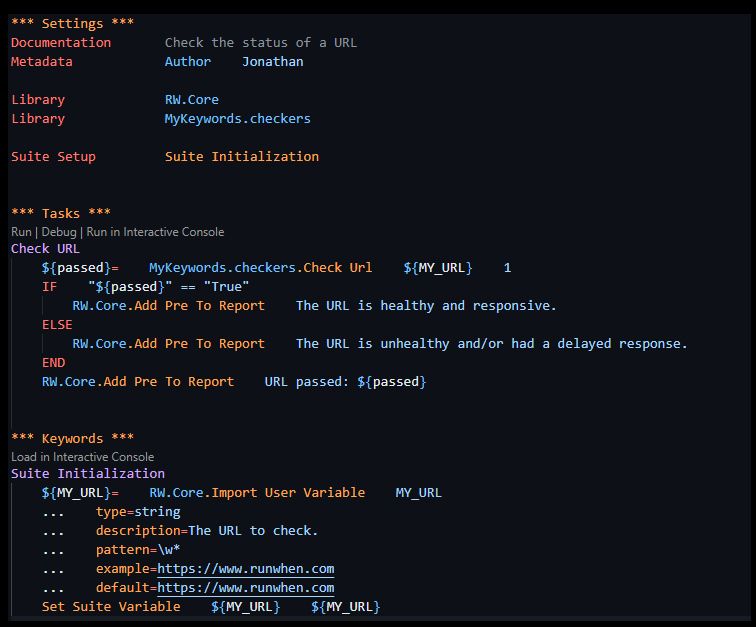 *** Settings ***
Documentation       Check the status of a URL
Metadata            Author    Jonathan
Library             RW.Core
Library             MyKeywords.checkers
Suite Setup         Suite Initialization
*** Tasks ***
Run | Debug | Run in Interactive Console
Check URL
    ${passed}=    MyKeywords.checkers.Check Url    ${MY_URL}    1
    IF    "${passed}" == "True"
        RW.Core.Add Pre To Report    The URL is healthy and responsive.
    ELSE
        RW.Core.Add Pre To Report    The URL is unhealthy and/or had a delayed response.
    END
    RW.Core.Add Pre To Report    URL passed: ${passed}
*** Keywords ***
Load in Interactive Console
Suite Initialization
    ${MY_URL}=    RW.Core.Import User Variable    MY_URL
    ...    type=string
    ...    description=The URL to check.
    ...    pattern=\w*
    ...    example=https://www.runwhen.com
    ...    default=https://www.runwhen.com
    Set Suite Variable    ${MY_URL}    ${MY_URL}